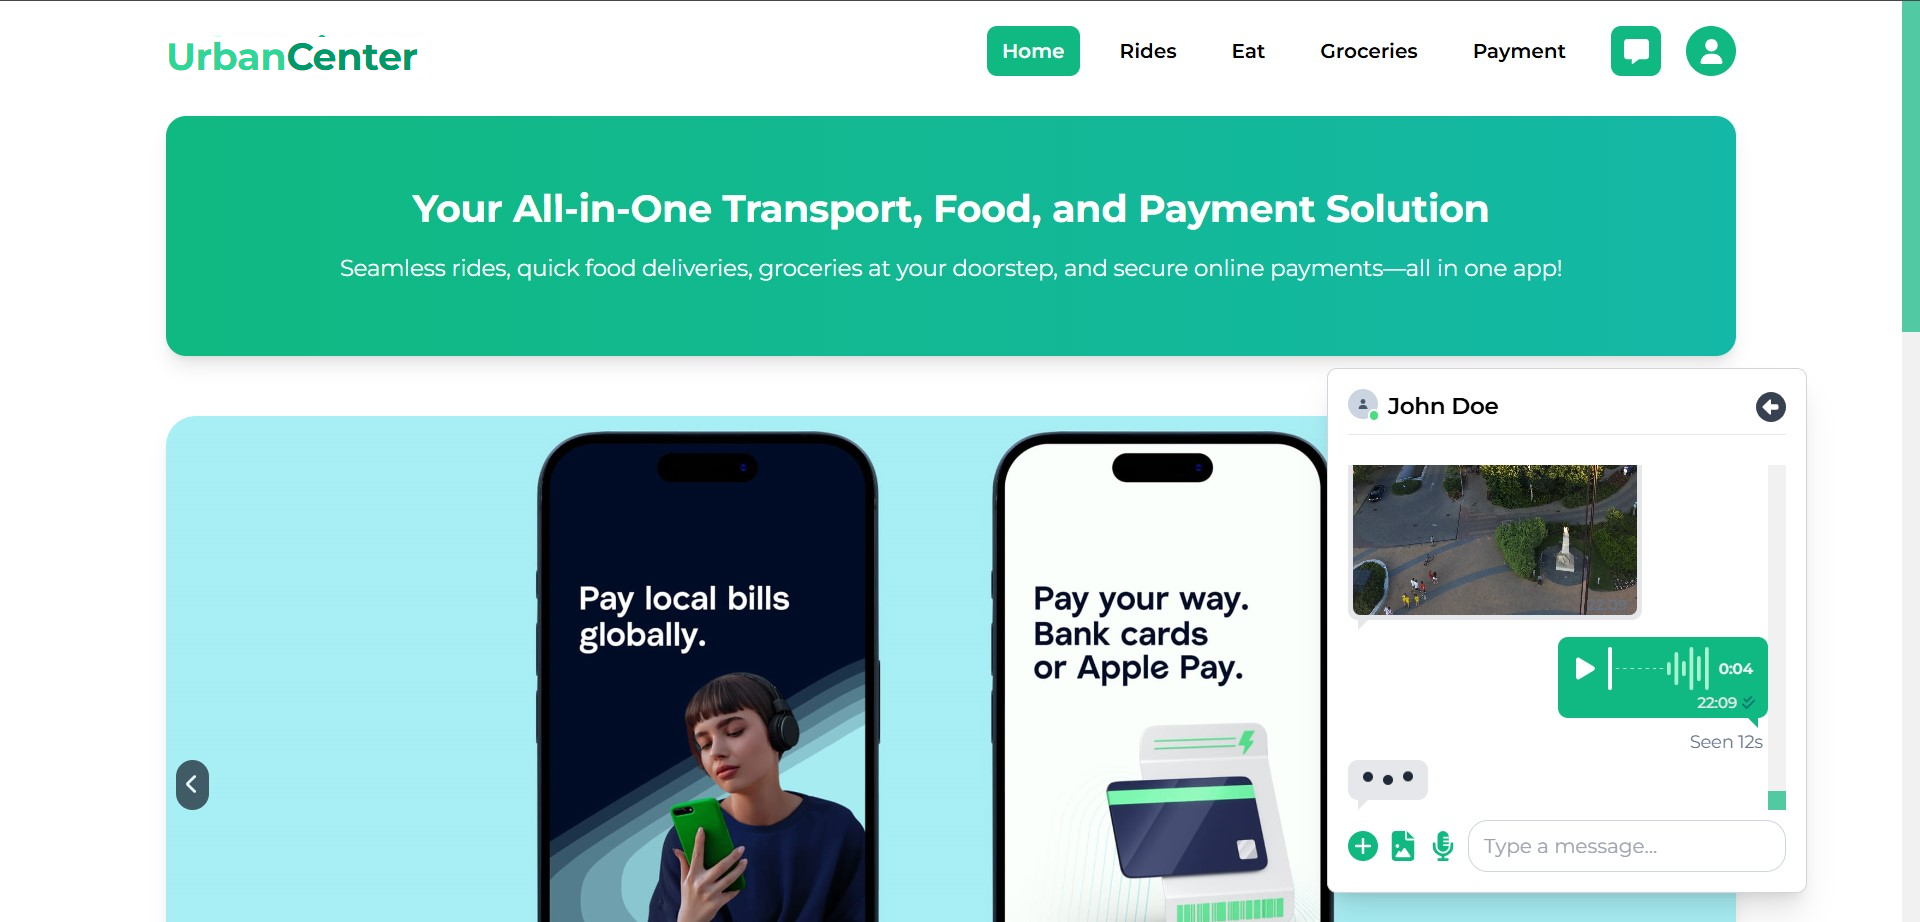 UrbanCenter
Home
Rides
Eat
Groceries
Payment
Your All-in-One Transport, Food, and Payment Solution
Seamless rides, quick food deliveries, groceries at your doorstep, and secure online payments—all in one app!
Pay local bills
globally.
Pay your way.
Bank cards
or Apple Pay.
John Doe
0:04
22:09
Seen 12s
Type a message...